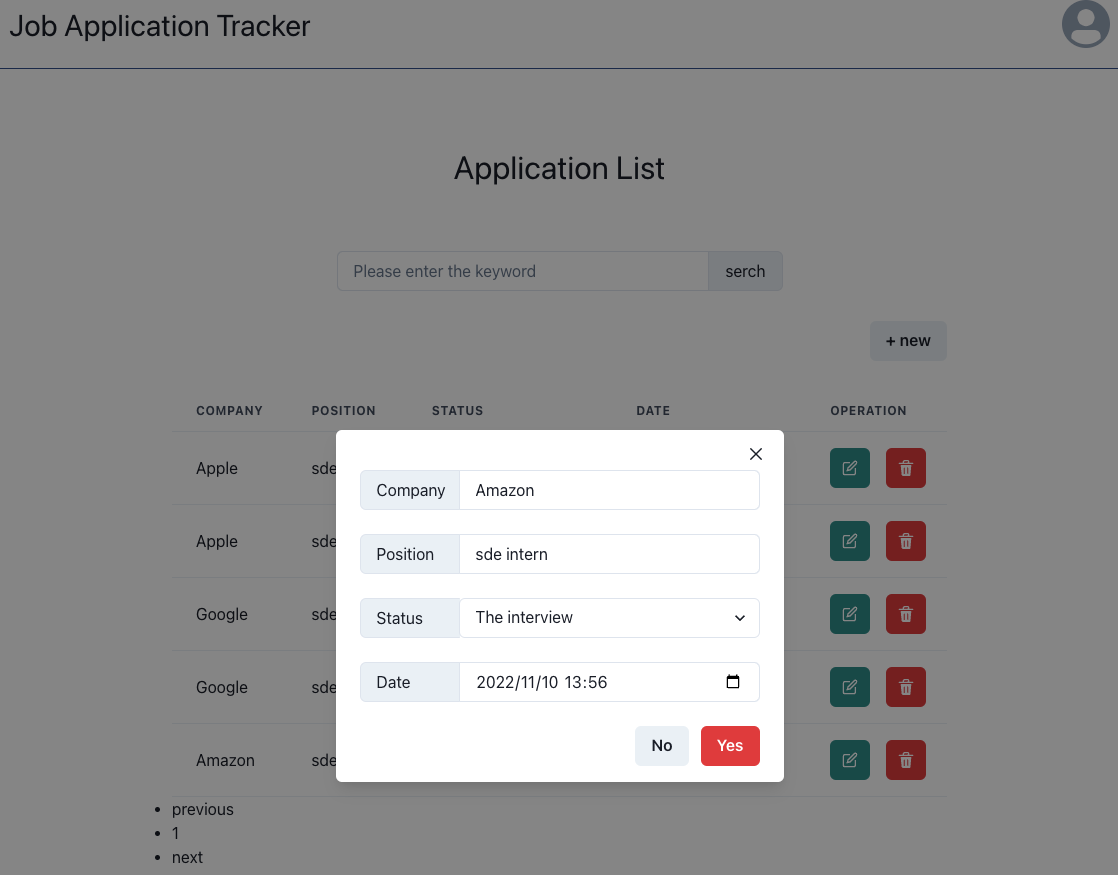 Job Application Tracker
Application List
Please enter the keyword serch
+ new
COMPANY POSITION STATUS DATE OPERATION
Apple sde
Apple sde
Google sde
Google sde
Amazon sde
Company Amazon
Position sde intern
Status The interview
Date 2022/11/10 13:56
No Yes
previous
1
next